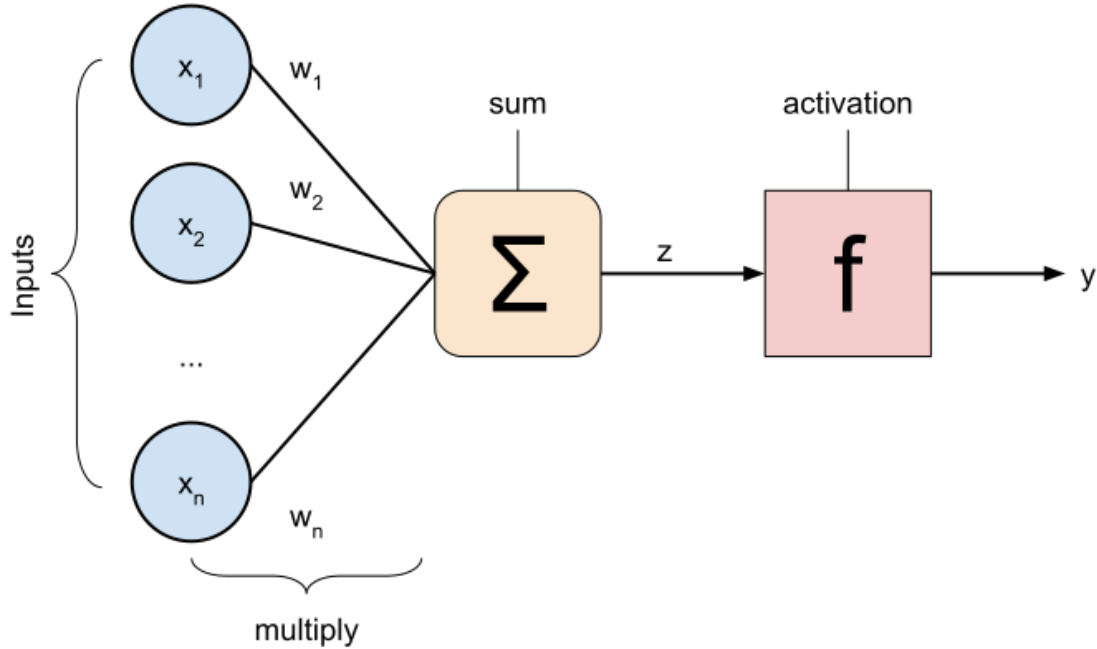 x₁
w₁
sum
activation
w₂
x₂
Inputs
Σ
z
f
y
...
xₙ
wₙ
multiply